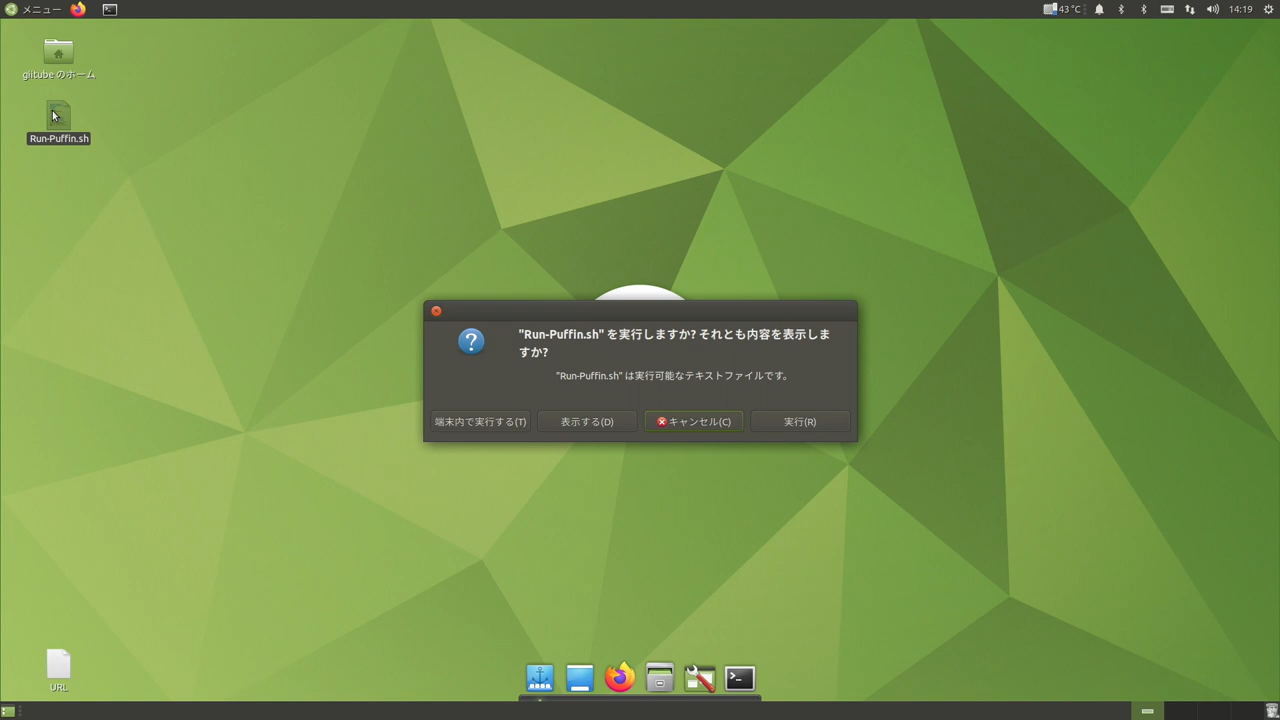 メニュー
43 °C
14:19
glitube のホーム
Run-Puffin.sh
"Run-Puffin.sh" を実行しますか? それとも内容を表示しま
すか?
"Run-Puffin.sh" は実行可能なテキストファイルです。
端末内で実行する(T)
表示する(D)
キャンセル(C)
実行(R)
URL